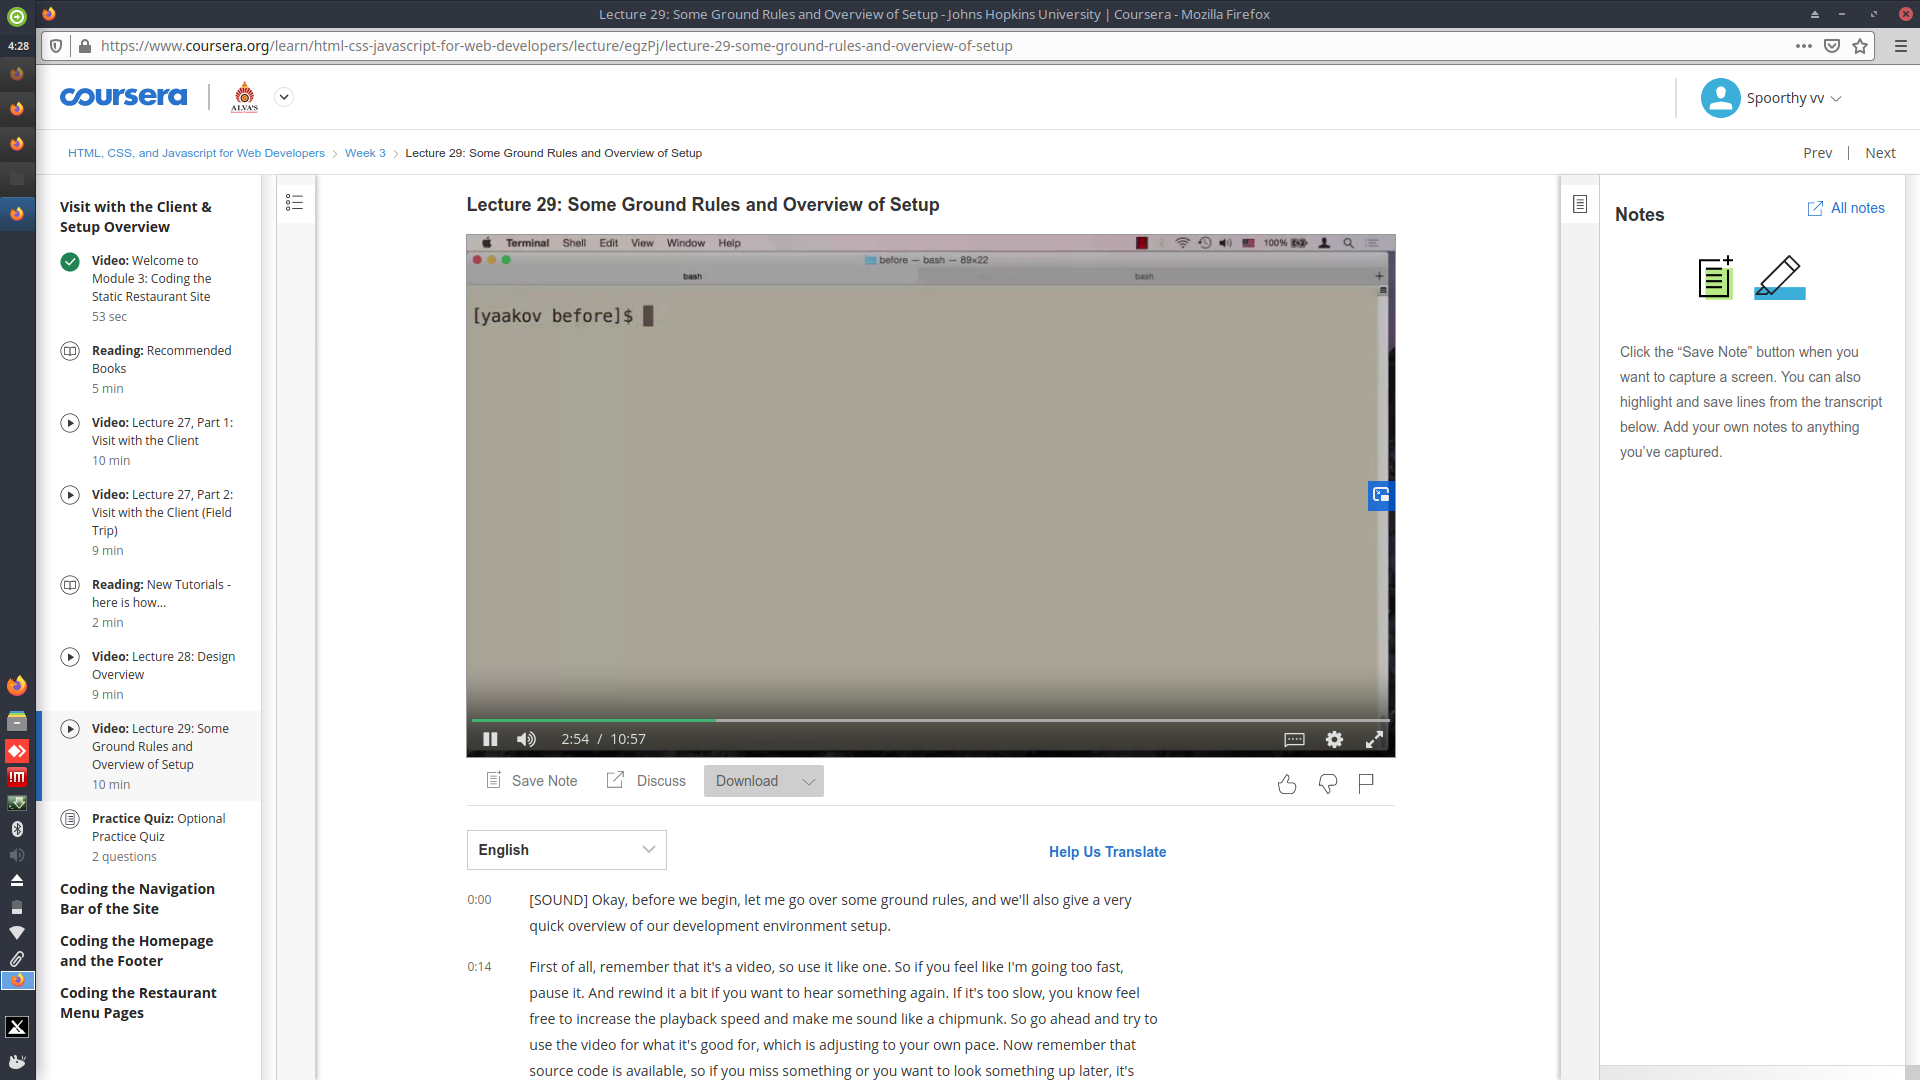 Lecture 29: Some Ground Rules and Overview of Setup - Johns Hopkins University | Coursera - Mozilla Firefox
4:28
https://www.coursera.org/learn/html-css-javascript-for-web-developers/lecture/egzPj/lecture-29-some-ground-rules-and-overview-of-setup
coursera
ALVA'S
Spoorthy vv
HTML, CSS, and Javascript for Web Developers > Week 3 > Lecture 29: Some Ground Rules and Overview of Setup
Prev | Next
Visit with the Client &
Setup Overview
Video: Welcome to
Module 3: Coding the
Static Restaurant Site
53 sec
Reading: Recommended
Books
5 min
Video: Lecture 27, Part 1:
Visit with the Client
10 min
Video: Lecture 27, Part 2:
Visit with the Client (Field
Trip)
9 min
Reading: New Tutorials -
here is how...
2 min
Video: Lecture 28: Design
Overview
9 min
Video: Lecture 29: Some
Ground Rules and
Overview of Setup
10 min
Practice Quiz: Optional
Practice Quiz
2 questions
Coding the Navigation
Bar of the Site
Coding the Homepage
and the Footer
Coding the Restaurant
Menu Pages
Lecture 29: Some Ground Rules and Overview of Setup
Terminal Shell Edit View Window Help 100%
before — bash — 89×22
bash bash
[yaakov before]$
2:54 / 10:57
Save Note Discuss Download
English
Help Us Translate
0:00 [SOUND] Okay, before we begin, let me go over some ground rules, and we'll also give a very
quick overview of our development environment setup.
0:14 First of all, remember that it's a video, so use it like one. So if you feel like I'm going too fast,
pause it. And rewind it a bit if you want to hear something again. If it's too slow, you know feel
free to increase the playback speed and make me sound like a chipmunk. So go ahead and try to
use the video for what it's good for, which is adjusting to your own pace. Now remember that
source code is available, so if you miss something or you want to look something up later, it's
Notes
All notes
Click the “Save Note” button when you
want to capture a screen. You can also
highlight and save lines from the transcript
below. Add your own notes to anything
you’ve captured.